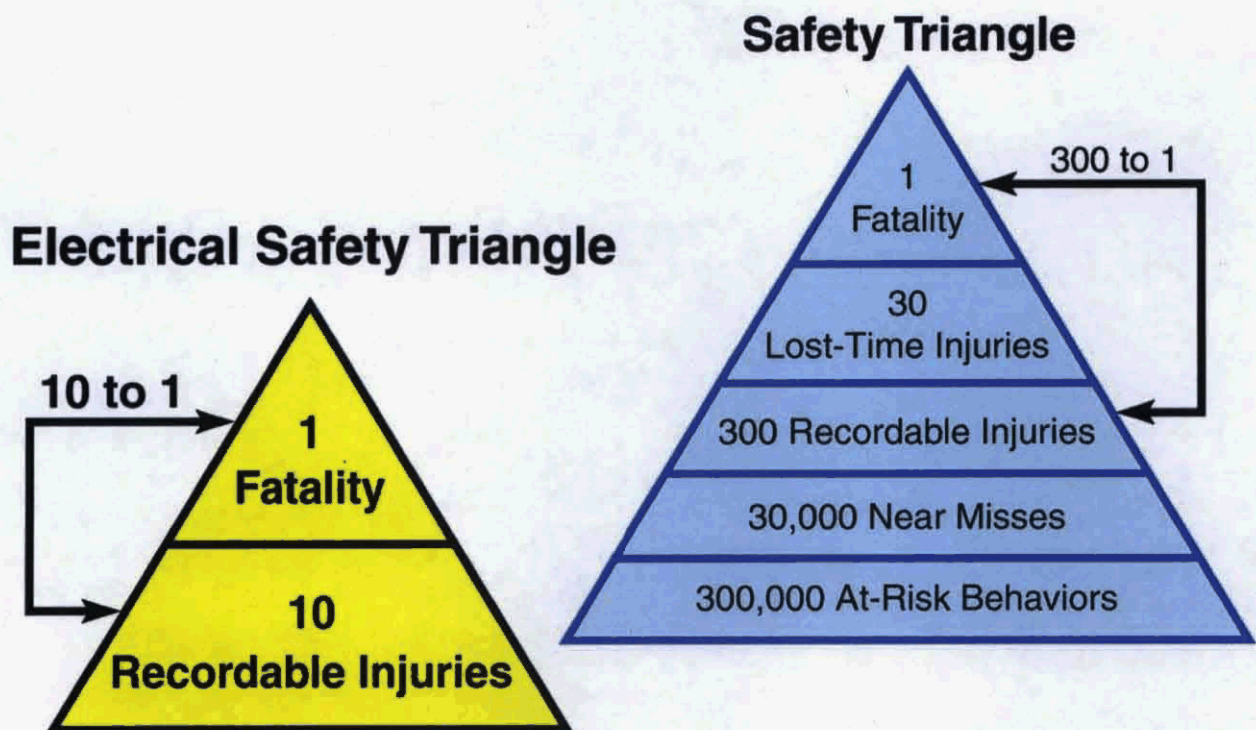 Electrical Safety Triangle
10 to 1
1
Fatality
10
Recordable Injuries
Safety Triangle
300 to 1
1
Fatality
30
Lost-Time Injuries
300 Recordable Injuries
30,000 Near Misses
300,000 At-Risk Behaviors